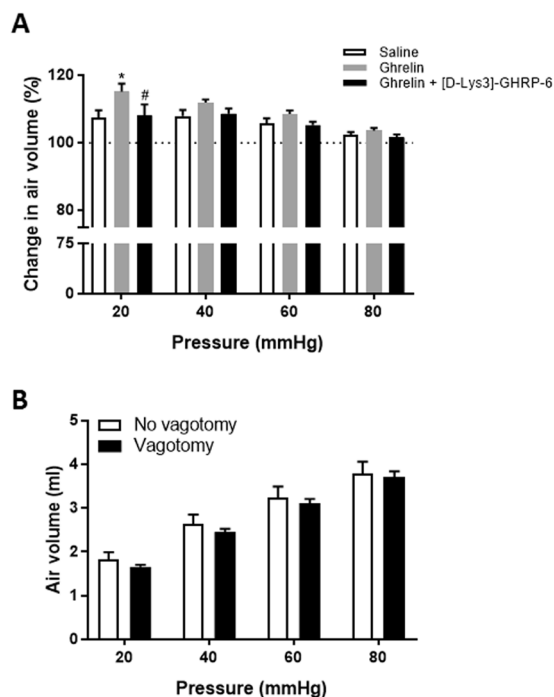 A
Saline
Ghrelin
Ghrelin + [D-Lys3]-GHRP-6
Change in air volume (%)
120
100
80
75
0
*
#
20 40 60 80
Pressure (mmHg)
B
No vagotomy
Vagotomy
Air volume (ml)
5
4
3
2
1
0
20 40 60 80
Pressure (mmHg)